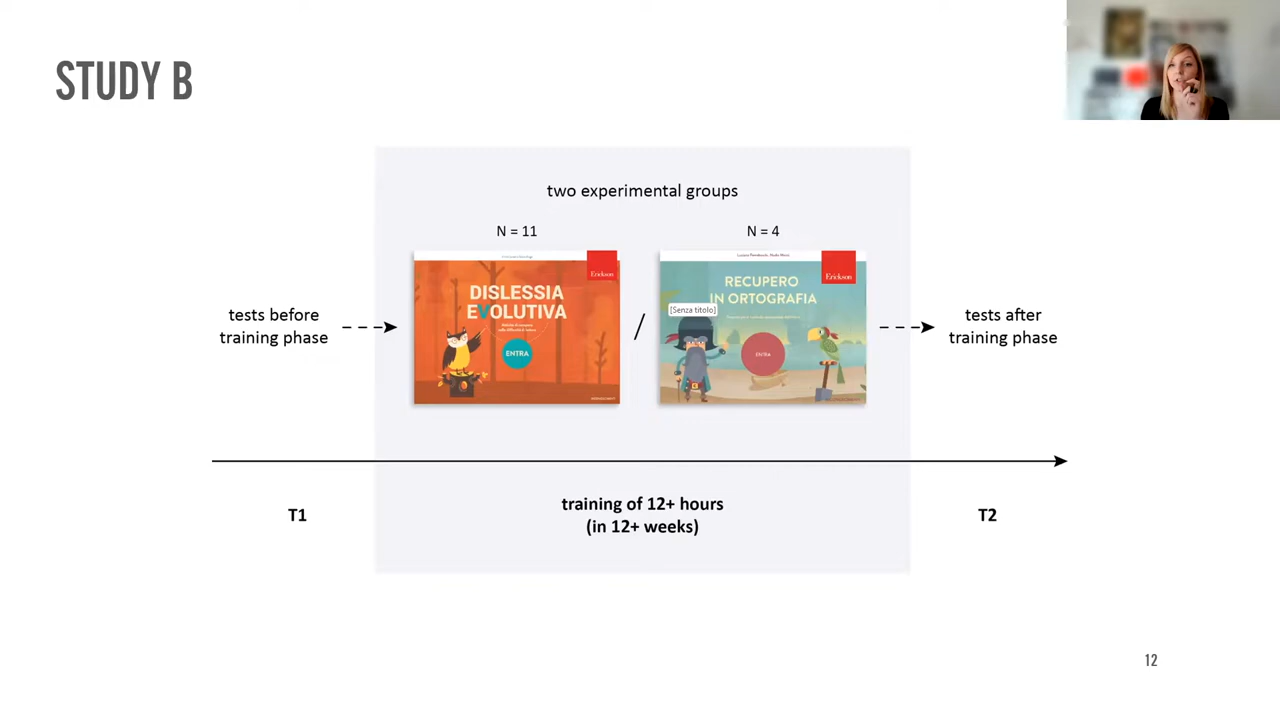 STUDY B
two experimental groups
N = 11
N = 4
Erickson
DISLESSIA
EVOLUTIVA
ENTRA
Erickson
RECUPERO
IN ORTOGRAFIA
[Senza titolo]
ENTRA
tests before
training phase
/
tests after
training phase
T1
training of 12+ hours
(in 12+ weeks)
T2
12